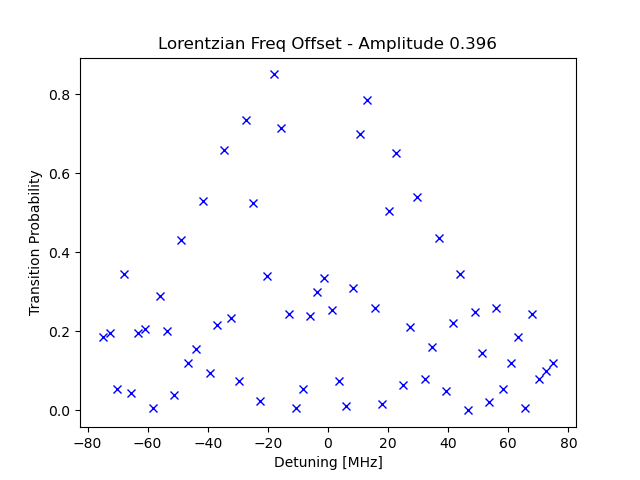 Lorentzian Freq Offset - Amplitude 0.396
Transition Probability
0.8
0.6
0.4
0.2
0.0
−80 −60 −40 −20 0 20 40 60 80
Detuning [MHz]